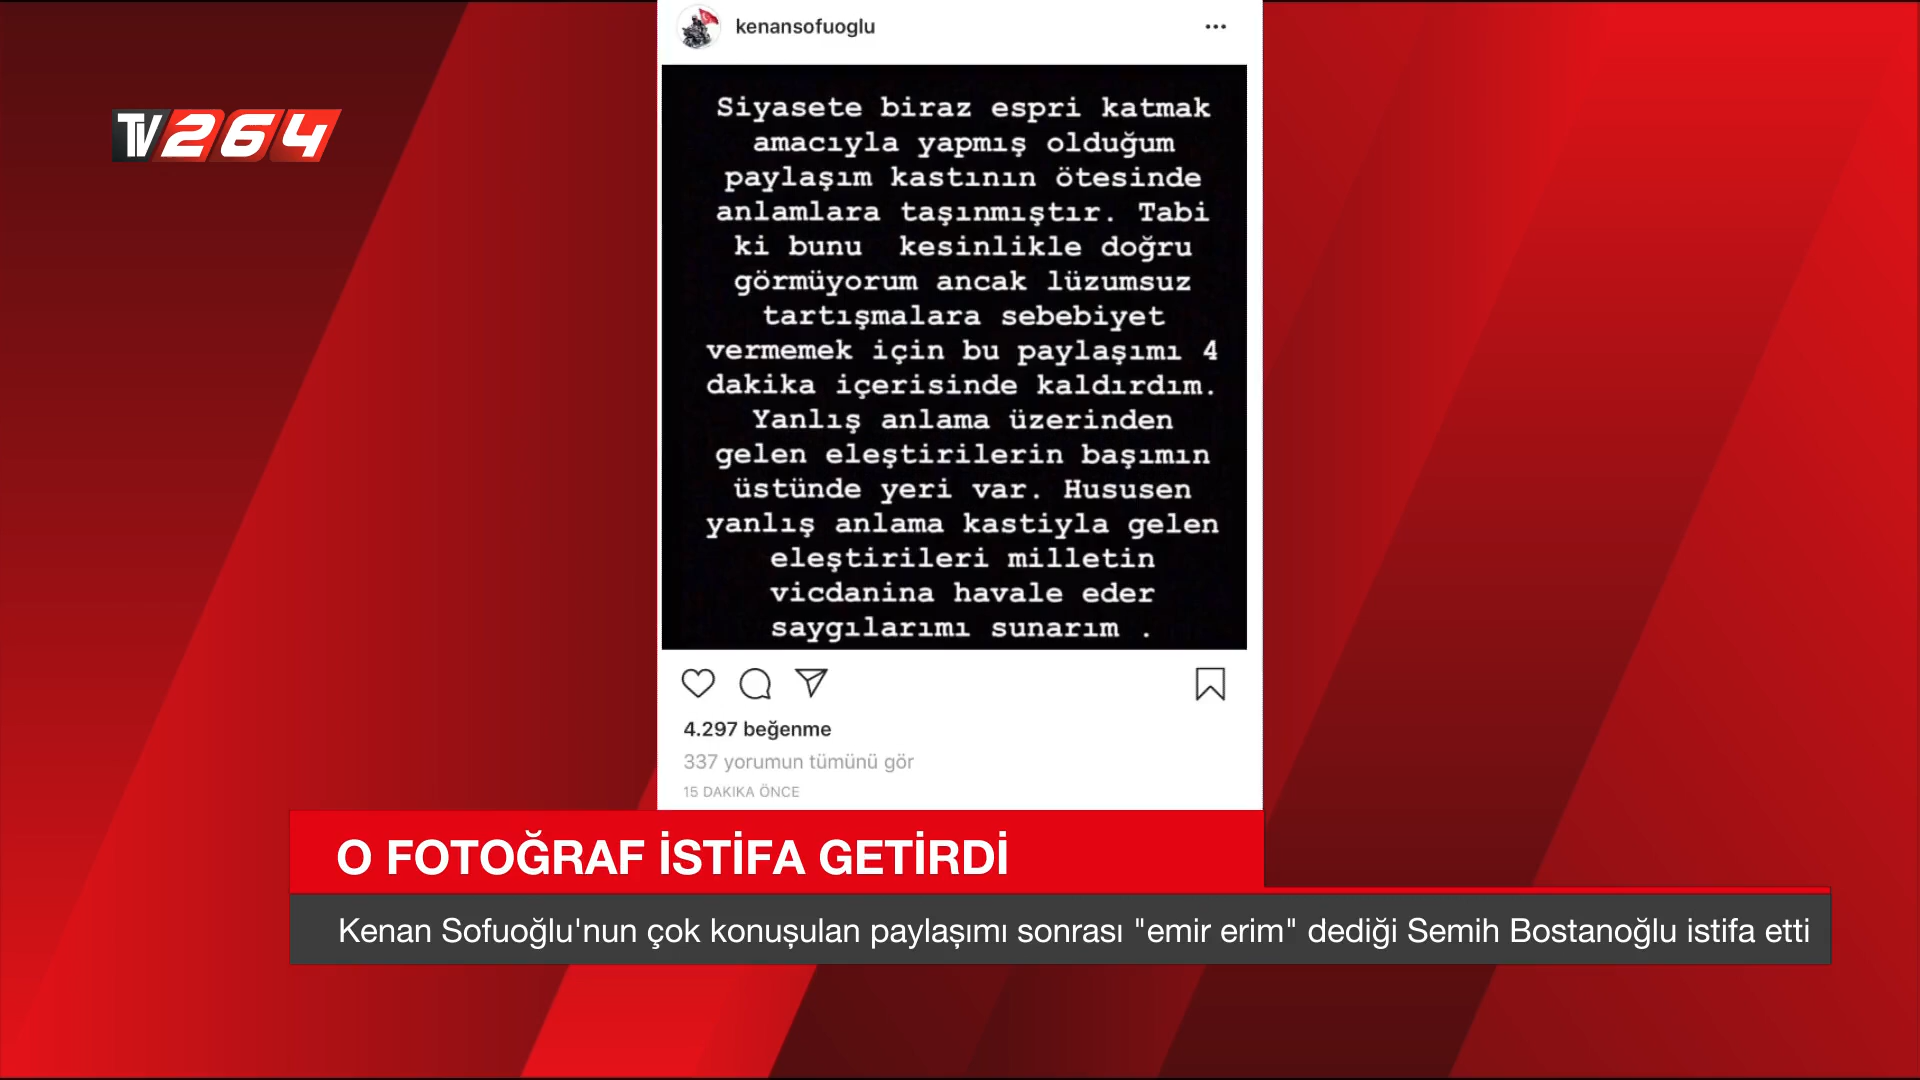 kenansofuoglu
TV264
Siyasete biraz espri katmak
amacıyla yapmış olduğum
paylaşım kastının ötesinde
anlamlara taşınmıştır. Tabi
ki bunu kesinlikle doğru
görmüyorum ancak lüzumsuz
tartışmalara sebebiyet
vermemek için bu paylaşımı 4
dakika içerisinde kaldırdım.
Yanlış anlama üzerinden
gelen eleştirilerin başımın
üstünde yeri var. Hususen
yanlış anlama kastiyla gelen
eleştirileri milletin
vicdanina havale eder
saygılarımı sunarım .
4.297 beğenme
337 yorumun tümünü gör
15 DAKIKA ÖNCE
O FOTOĞRAF İSTİFA GETİRDİ
Kenan Sofuoğlu'nun çok konuşulan paylaşımı sonrası "emir erim" dediği Semih Bostanoğlu istifa etti